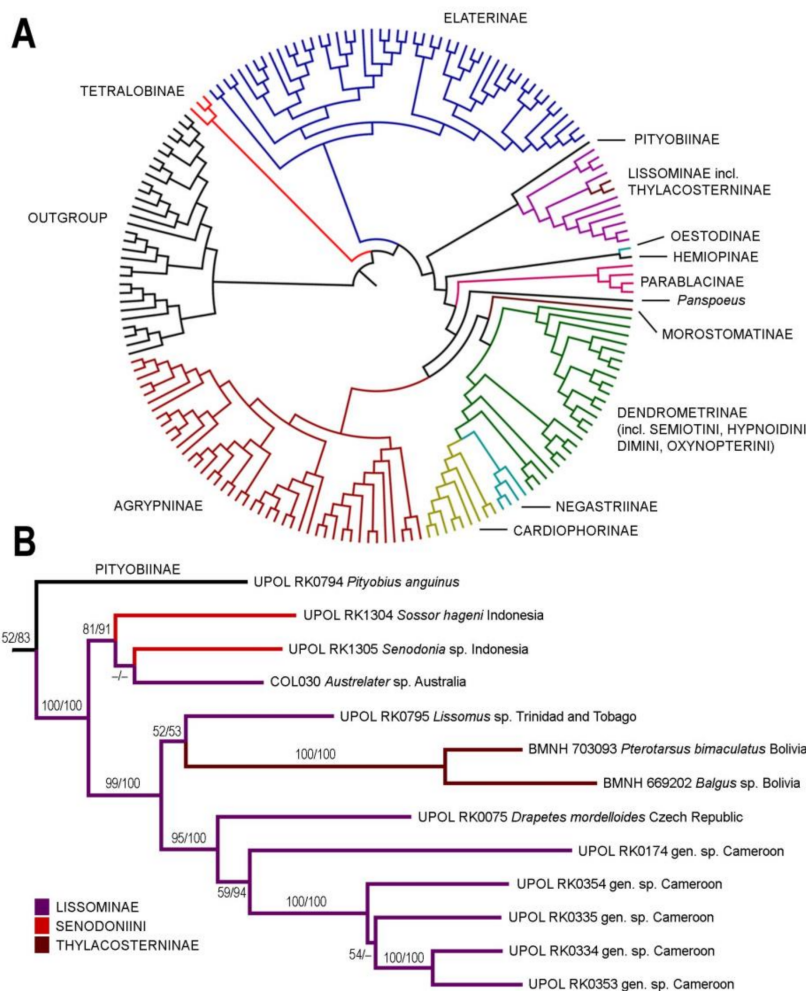 A
ELATERINAE
TETRALOBINAE
PITYOBIINAE
LISSOMINAE incl.
THYLACOSTERNINAE
OUTGROUP
OESTODINAE
HEMIOPINAE
PARABLACINAE
Panspoeus
MOROSTOMATINAE
DENDROMETRINAE
(incl. SEMIOTINI, HYPNOIDINI
DIMINI, OXYNOPTERINI)
AGRYPNINAE
NEGASTRIINAE
CARDIOPHORINAE
B
PITYOBIINAE
UPOL RK0794 Pityobius anguinus
52/83
81/91
UPOL RK1304 Sossor hageni Indonesia
UPOL RK1305 Senodonia sp. Indonesia
–/–
COL030 Austrelater sp. Australia
100/100
52/53
UPOL RK0795 Lissomus sp. Trinidad and Tobago
100/100
BMNH 703093 Pterotarsus bimaculatus Bolivia
99/100
BMNH 669202 Balgus sp. Bolivia
UPOL RK0075 Drapetes mordelloides Czech Republic
95/100
UPOL RK0174 gen. sp. Cameroon
59/94
100/100
UPOL RK0354 gen. sp. Cameroon
UPOL RK0335 gen. sp. Cameroon
54/–
100/100
UPOL RK0334 gen. sp. Cameroon
UPOL RK0353 gen. sp. Cameroon
LISSOMINAE
SENODONIINI
THYLACOSTERNINAE